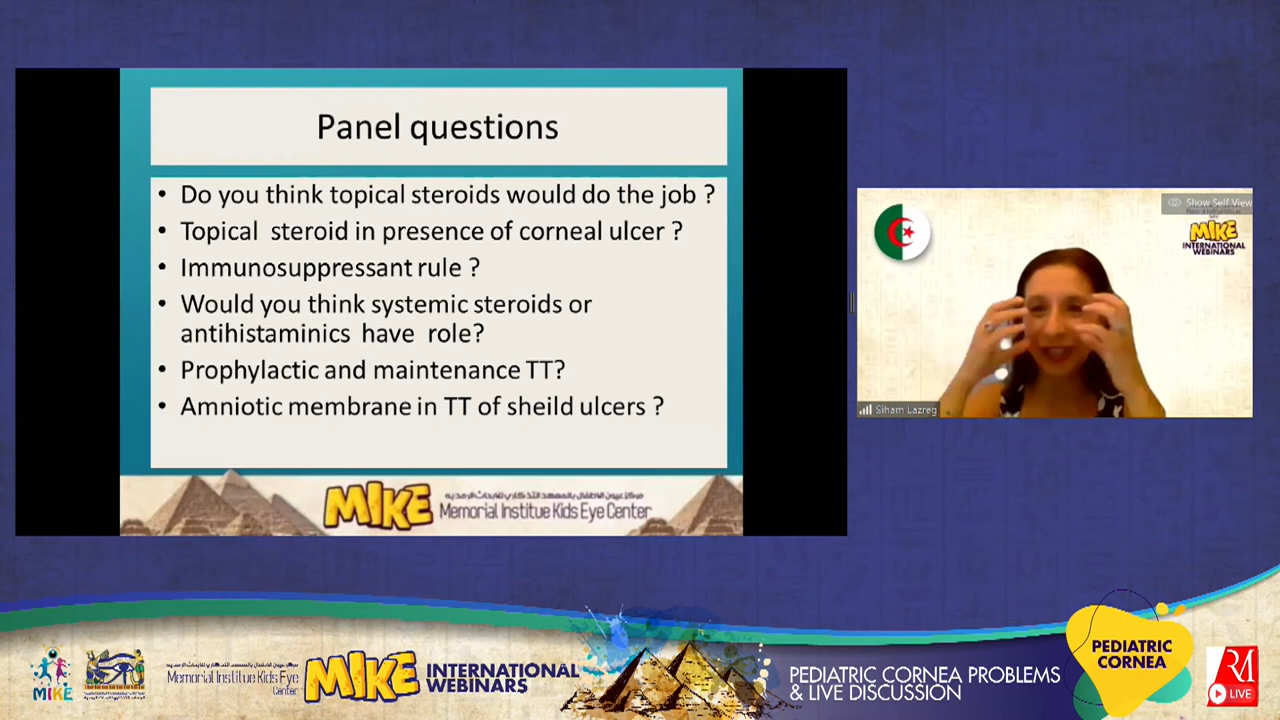 Panel questions
• Do you think topical steroids would do the job ?
• Topical steroid in presence of corneal ulcer ?
• Immunosuppressant rule ?
• Would you think systemic steroids or
antihistaminics have role?
• Prophylactic and maintenance TT?
• Amniotic membrane in TT of sheild ulcers ?
MIKE
Memorial Institue Kids Eye Center
Show Self View
MIKE
INTERNATIONAL
WEBINARS
Siham Lazreg
MIKE
Memorial Institue Kids Eye
Center
MIKE
INTERNATIONAL
WEBINARS
PEDIATRIC CORNEA PROBLEMS
& LIVE DISCUSSION
PEDIATRIC
CORNEA
LIVE